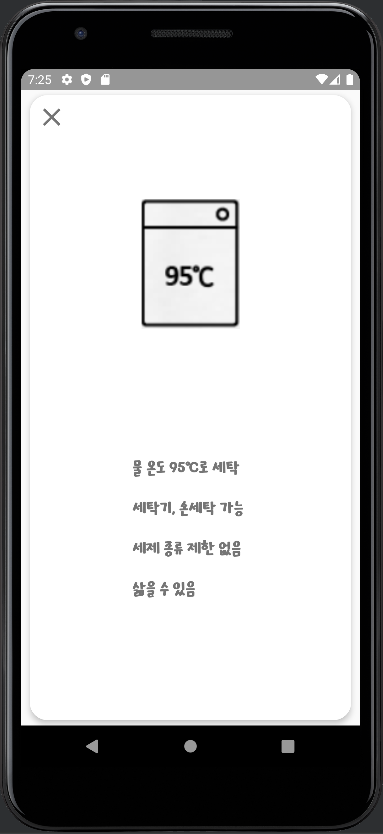 7:25
95℃
물 온도 95℃로 세탁
세탁기, 손세탁 가능
세제 종류 제한 없음
삶을 수 있음